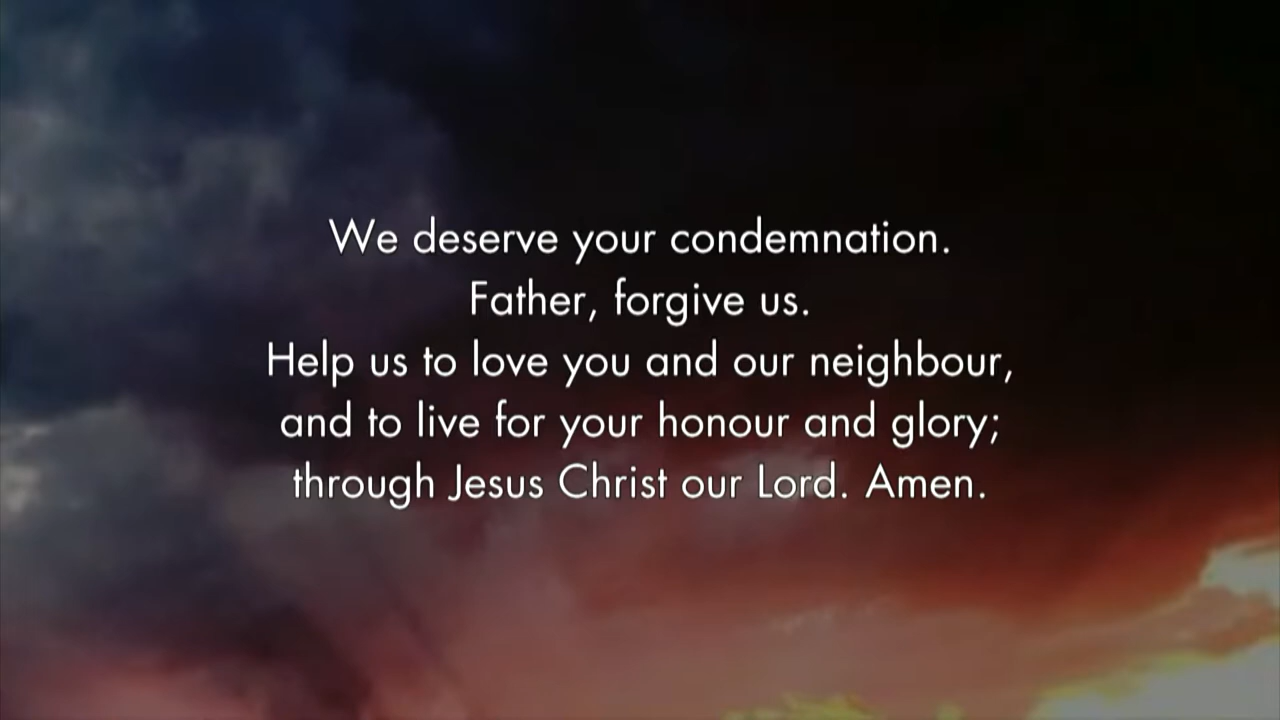 We deserve your condemnation.
Father, forgive us.
Help us to love you and our neighbour,
and to live for your honour and glory;
through Jesus Christ our Lord. Amen.